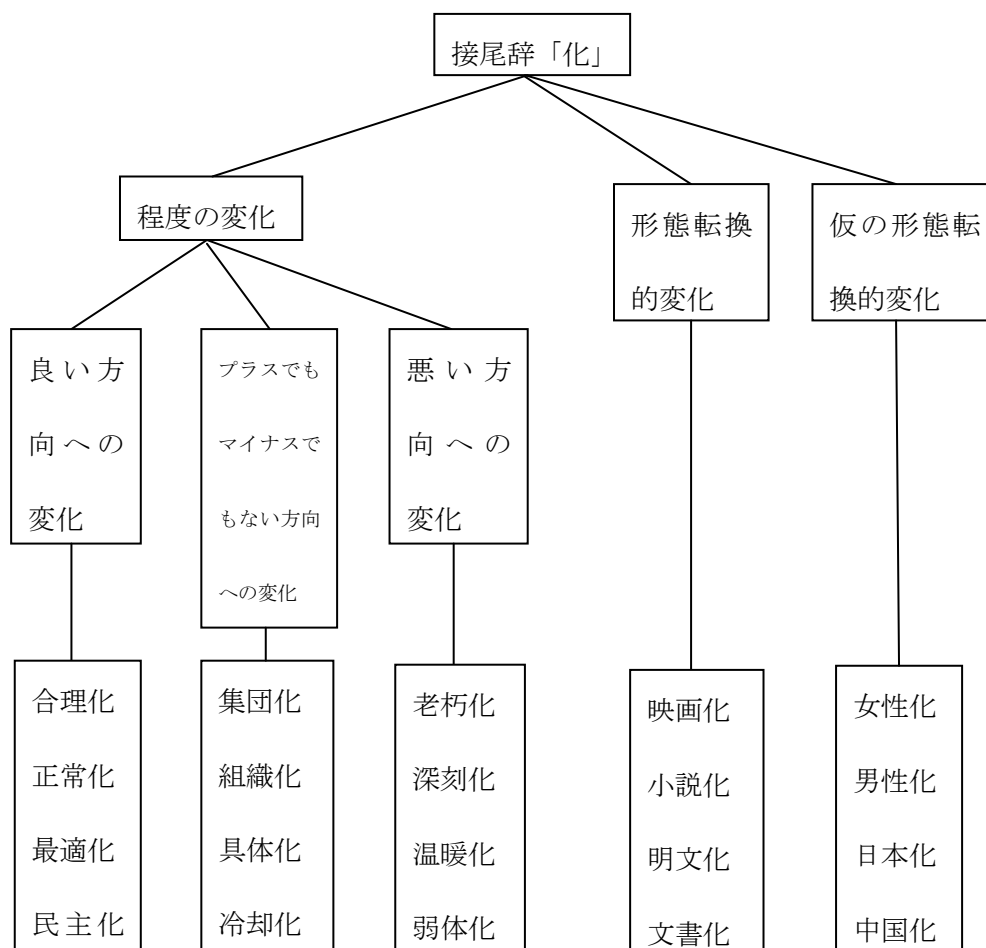 接尾辞「化」
程度の変化
形態転換
的変化
仮の形態転
換的変化
良い方
向への
変化
プラスでも
マイナスで
もない方向
への変化
悪い方
向への
変化
合理化
正常化
最適化
民主化
集団化
組織化
具体化
冷却化
老朽化
深刻化
温暖化
弱体化
映画化
小説化
明文化
文書化
女性化
男性化
日本化
中国化